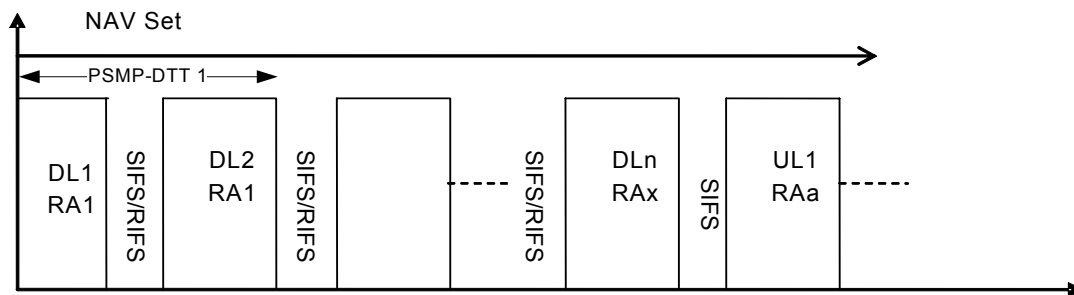 NAV Set
PSMP-DTT 1
DL1
RA1
SIFS/RIFS
DL2
RA1
SIFS/RIFS
SIFS/RIFS
DLn
RAx
SIFS
UL1
RAa